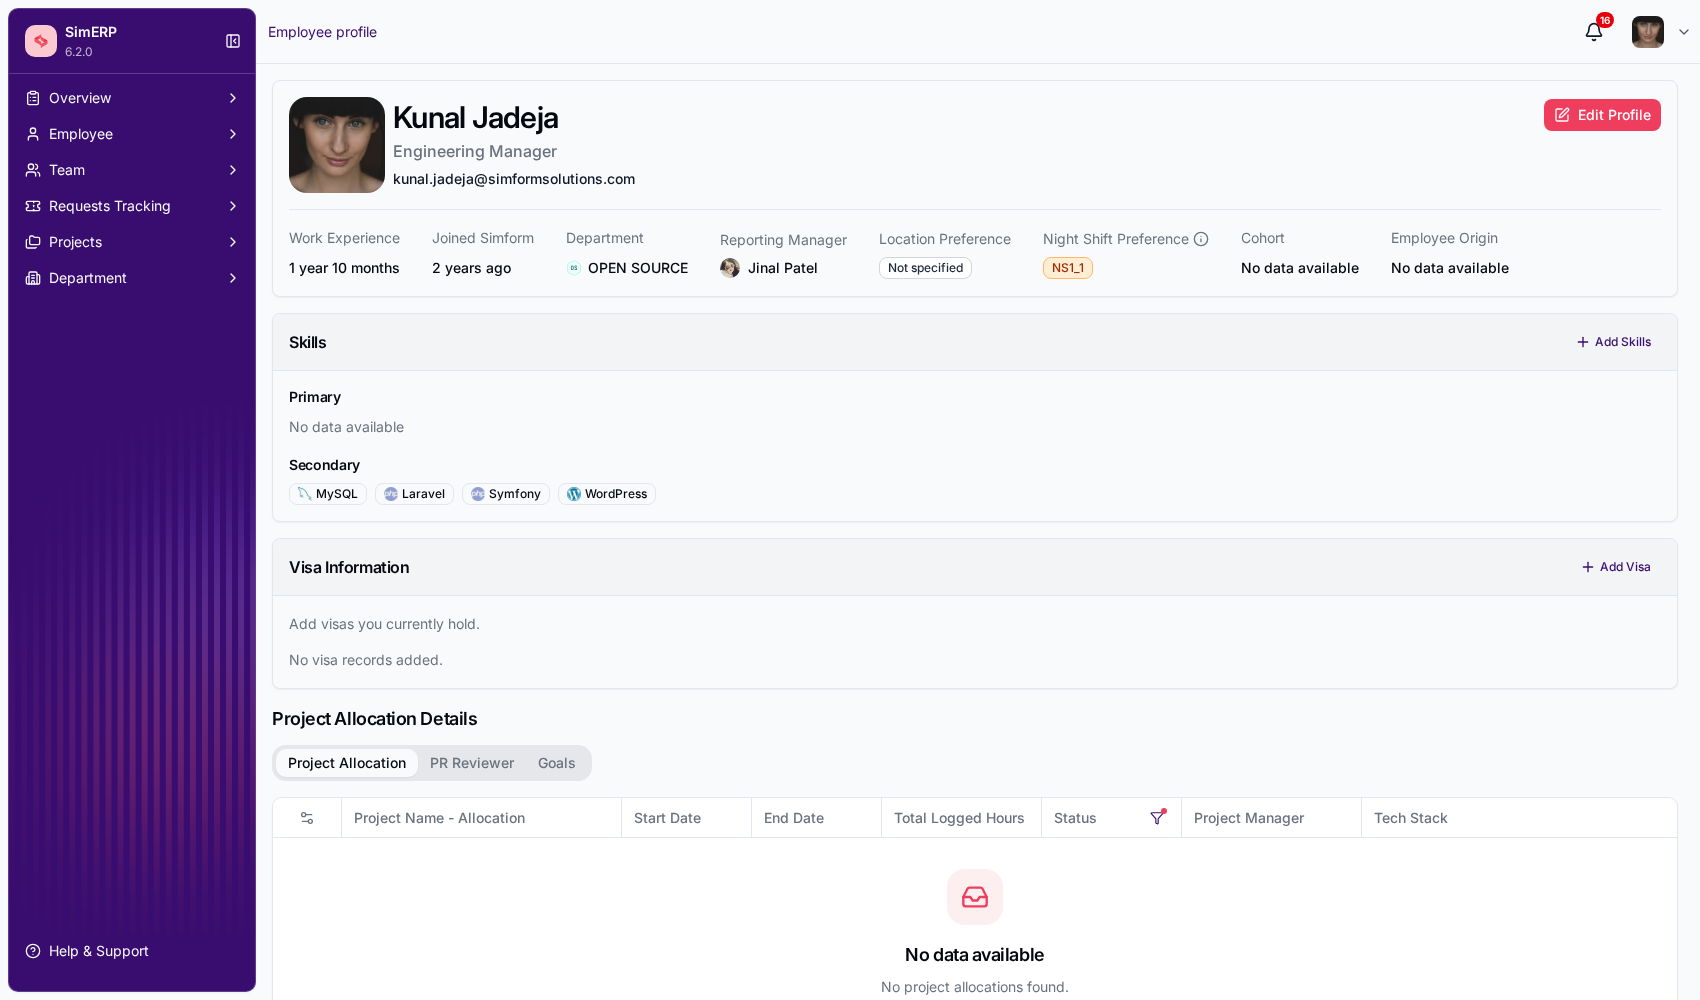 SimERP
6.2.0
Overview
Employee
Team
Requests Tracking
Projects
Department
Help & Support
Employee profile
16
Kunal Jadeja
Engineering Manager
kunal.jadeja@simformsolutions.com
Edit Profile
Work Experience
1 year 10 months
Joined Simform
2 years ago
Department
OS OPEN SOURCE
Reporting Manager
Jinal Patel
Location Preference
Not specified
Night Shift Preference
NS1_1
Cohort
No data available
Employee Origin
No data available
Skills
Add Skills
Primary
No data available
Secondary
MySQL php Laravel php Symfony WordPress
Visa Information
Add Visa
Add visas you currently hold.
No visa records added.
Project Allocation Details
Project Allocation PR Reviewer Goals
Project Name - Allocation Start Date End Date Total Logged Hours Status Project Manager Tech Stack
No data available
No project allocations found.